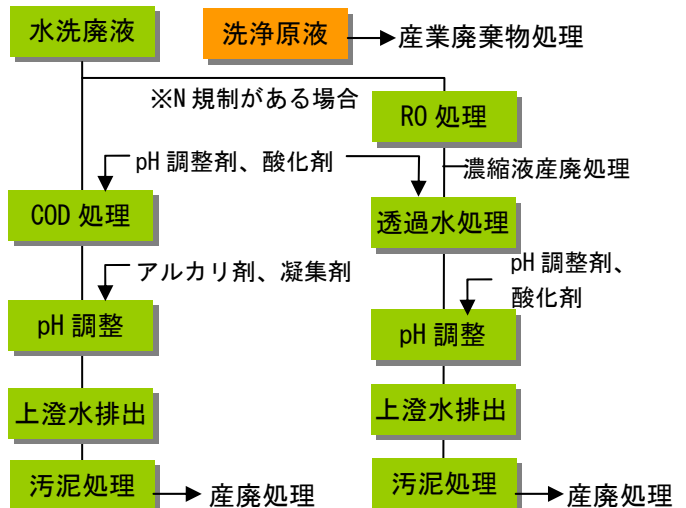 水洗廃液
洗浄原液
産業廃棄物処理
※N 規制がある場合
RO 処理
濃縮液産廃処理
pH 調整剤、酸化剤
COD 処理
透過水処理
アルカリ剤、凝集剤
pH 調整剤、
酸化剤
pH 調整
pH 調整
上澄水排出
上澄水排出
汚泥処理
産廃処理
汚泥処理
産廃処理